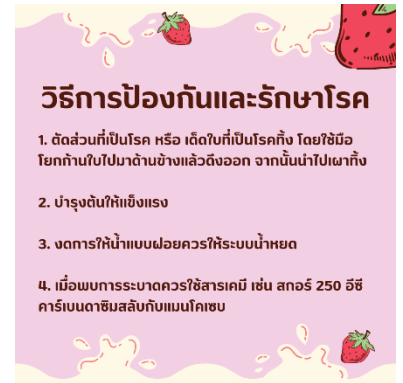 วิธีการป้องกันและรักษาโรค
1. ตัดส่วนที่เป็นโรค หรือ เด็ดใบที่เป็นโรคทิ้ง โดยใช้มือ
โยกก้านใบไปมาด้านข้างแล้วดึงออก จากนั้นนำไปเผาทิ้ง
2. บำรุงต้นให้แข็งแรง
3. งดการให้น้ำแบบฝอยควรให้ระบบน้ำหยด
4. เมื่อพบการระบาดควรใช้สารเคมี เช่น สกอร์ 250 อีซี
คาร์เบนดาซิมสลับกับแมนโคเซบ